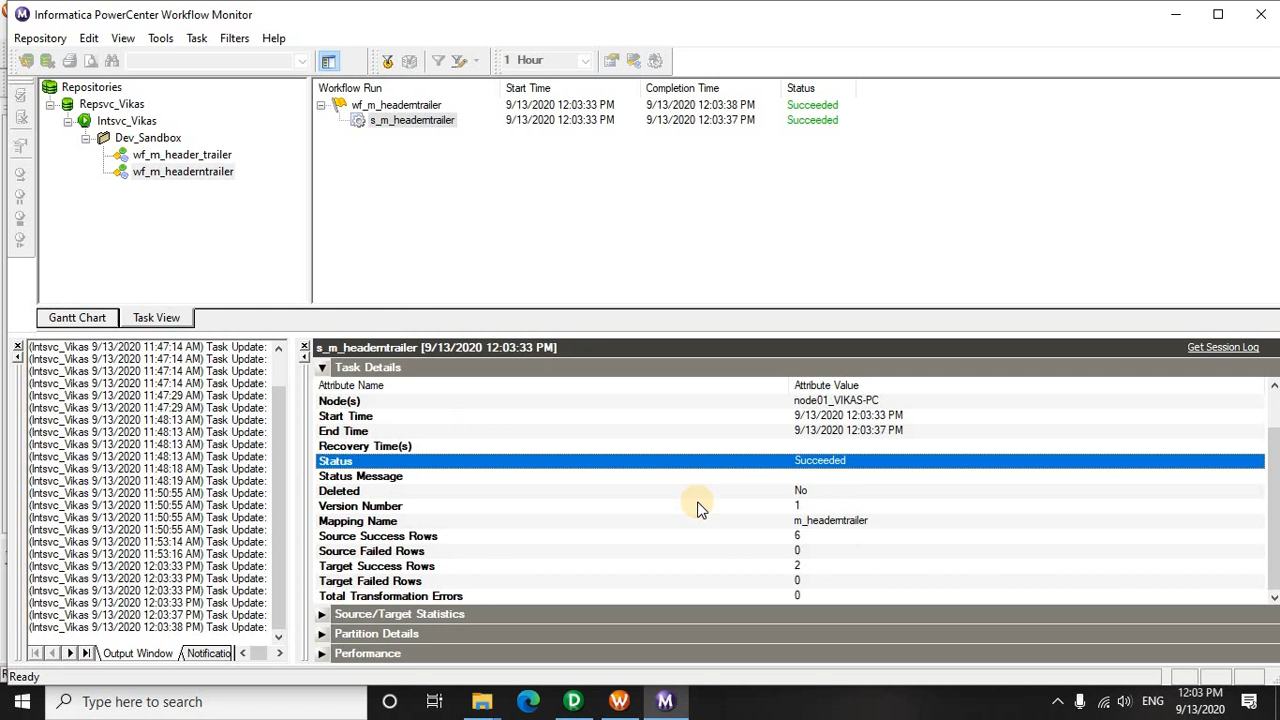 Informatica PowerCenter Workflow Monitor
Repository Edit View Tools Task Filters Help
1 Hour
Repositories
Repsvc_Vikas
Intsvc_Vikas
Dev_Sandbox
wf_m_header_trailer
wf_m_headerntrailer
Workflow Run Start Time Completion Time Status
wf_m_headerntrailer 9/13/2020 12:03:33 PM 9/13/2020 12:03:38 PM Succeeded
s_m_headerntrailer 9/13/2020 12:03:33 PM 9/13/2020 12:03:37 PM Succeeded
Gantt Chart Task View
(Intsvc_Vikas 9/13/2020 11:47:14 AM) Task Update:
(Intsvc_Vikas 9/13/2020 11:47:14 AM) Task Update:
(Intsvc_Vikas 9/13/2020 11:47:14 AM) Task Update:
(Intsvc_Vikas 9/13/2020 11:47:14 AM) Task Update:
(Intsvc_Vikas 9/13/2020 11:47:29 AM) Task Update:
(Intsvc_Vikas 9/13/2020 11:47:29 AM) Task Update:
(Intsvc_Vikas 9/13/2020 11:48:13 AM) Task Update:
(Intsvc_Vikas 9/13/2020 11:48:13 AM) Task Update:
(Intsvc_Vikas 9/13/2020 11:48:13 AM) Task Update:
(Intsvc_Vikas 9/13/2020 11:48:13 AM) Task Update:
(Intsvc_Vikas 9/13/2020 11:48:18 AM) Task Update:
(Intsvc_Vikas 9/13/2020 11:48:19 AM) Task Update:
(Intsvc_Vikas 9/13/2020 11:50:55 AM) Task Update:
(Intsvc_Vikas 9/13/2020 11:50:55 AM) Task Update:
(Intsvc_Vikas 9/13/2020 11:50:55 AM) Task Update:
(Intsvc_Vikas 9/13/2020 11:50:55 AM) Task Update:
(Intsvc_Vikas 9/13/2020 11:53:14 AM) Task Update:
(Intsvc_Vikas 9/13/2020 11:53:16 AM) Task Update:
(Intsvc_Vikas 9/13/2020 12:03:33 PM) Task Update:
(Intsvc_Vikas 9/13/2020 12:03:33 PM) Task Update:
(Intsvc_Vikas 9/13/2020 12:03:33 PM) Task Update:
(Intsvc_Vikas 9/13/2020 12:03:33 PM) Task Update:
(Intsvc_Vikas 9/13/2020 12:03:37 PM) Task Update:
(Intsvc_Vikas 9/13/2020 12:03:38 PM) Task Update:
Output Window Notificatio
s_m_headerntrailer [9/13/2020 12:03:33 PM] Get Session Log
Task Details
Attribute Name Attribute Value
Node(s) node01_VIKAS-PC
Start Time 9/13/2020 12:03:33 PM
End Time 9/13/2020 12:03:37 PM
Recovery Time(s)
Status Succeeded
Status Message
Deleted No
Version Number 1
Mapping Name m_headerntrailer
Source Success Rows 6
Source Failed Rows 0
Target Success Rows 2
Target Failed Rows 0
Total Transformation Errors 0
Source/Target Statistics
Partition Details
Performance
Ready
Type here to search
ENG
12:03 PM
9/13/2020